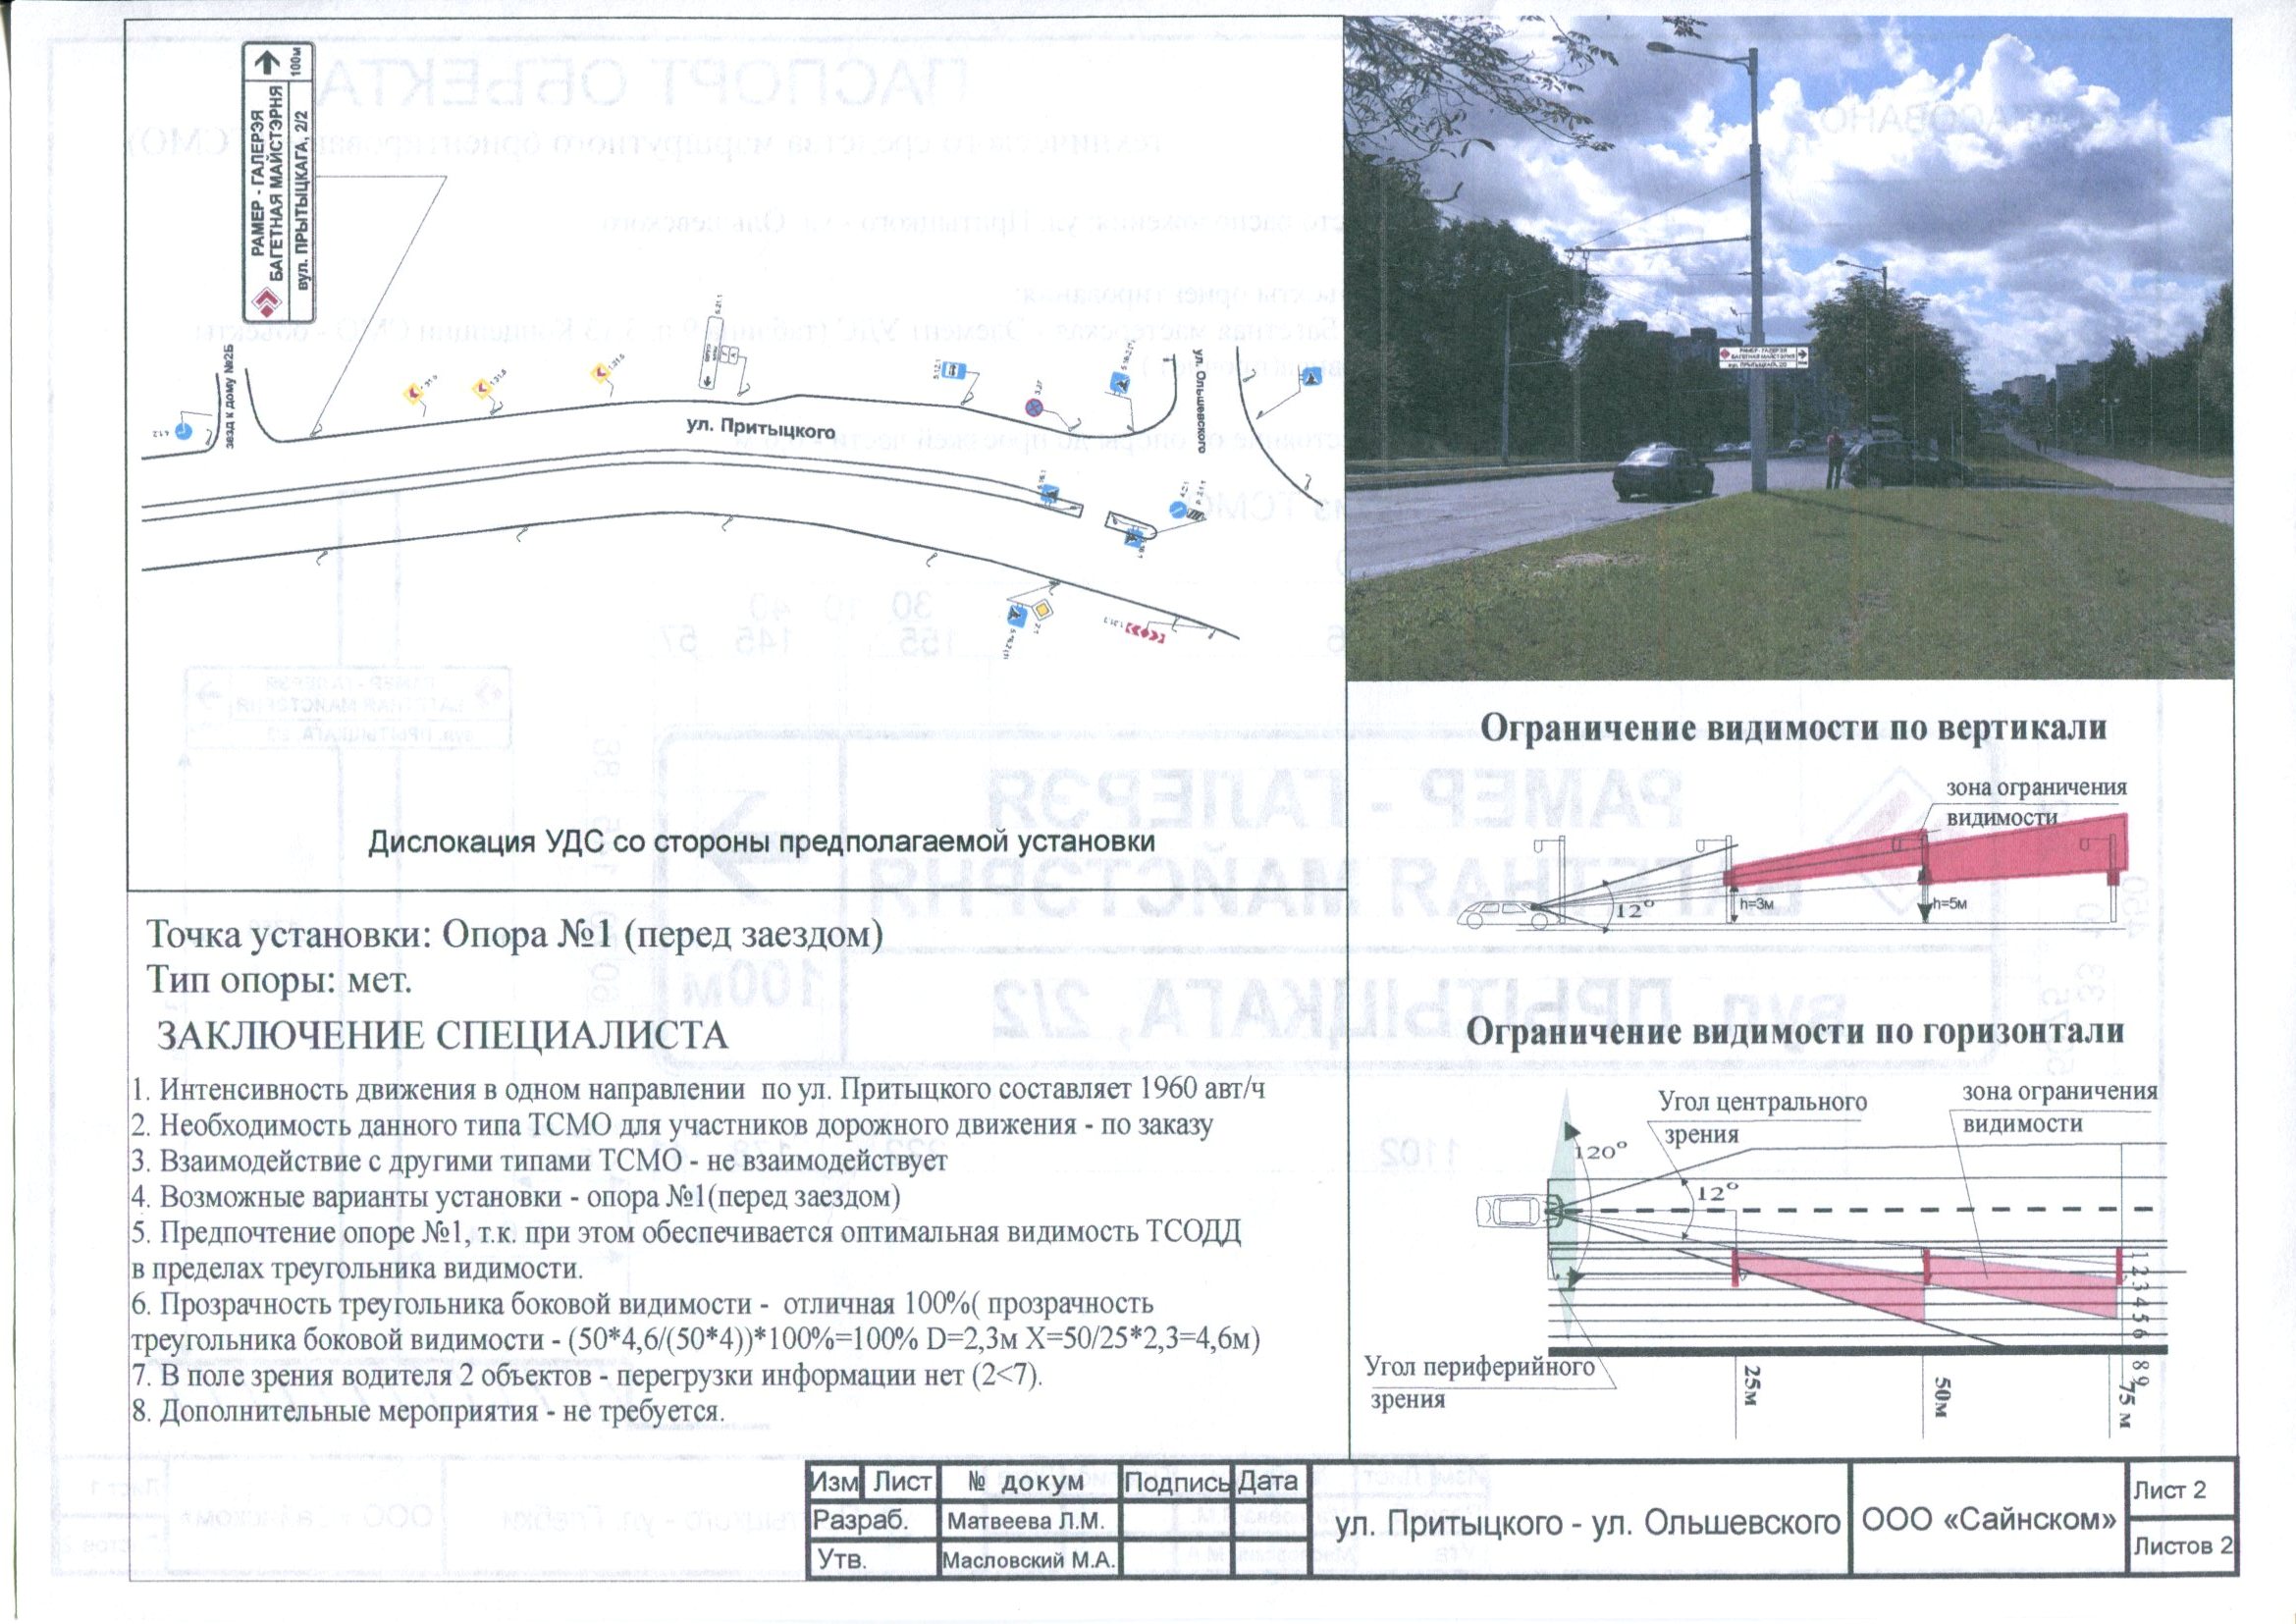 РАМЕР - ГАЛЕРЭЯ
БАГЕТНАЯ МАЙСТЭРНЯ
вул. ПРЫТЫЦКАГА, 2/2
100м
заезд к дому №2Б
ул. Притыцкого
ул. Ольшевского
Дислокация УДС со стороны предполагаемой установки
РАМЕР - ГАЛЕРЭЯ
БАГЕТНАЯ МАЙСТЭРНЯ
вул. ПРЫТЫЦКАГА, 20
Точка установки: Опора №1 (перед заездом)
Тип опоры: мет.
ЗАКЛЮЧЕНИЕ СПЕЦИАЛИСТА
1. Интенсивность движения в одном направлении по ул. Притыцкого составляет 1960 авт/ч
2. Необходимость данного типа ТСМО для участников дорожного движения - по заказу
3. Взаимодействие с другими типами ТСМО - не взаимодействует
4. Возможные варианты установки - опора №1(перед заездом)
5. Предпочтение опоре №1, т.к. при этом обеспечивается оптимальная видимость ТСОДД
в пределах треугольника видимости.
6. Прозрачность треугольника боковой видимости - отличная 100%( прозрачность
треугольника боковой видимости - (50*4,6/(50*4))*100%=100% D=2,3м X=50/25*2,3=4,6м)
7. В поле зрения водителя 2 объектов - перегрузки информации нет (2<7).
8. Дополнительные мероприятия - не требуется.
Ограничение видимости по вертикали
зона ограничения
видимости
12°
h=3м
h=5м
Ограничение видимости по горизонтали
Угол центрального
зрения
зона ограничения
видимости
120°
12°
1 2 3 4 5 6 8 9
Угол периферийного
зрения
25м
50м
75 м
Изм Лист № докум Подпись Дата
Разраб. Матвеева Л.М.
Утв. Масловский М.А.
ул. Притыцкого - ул. Ольшевского
ООО «Сайнском»
Лист 2
Листов 2